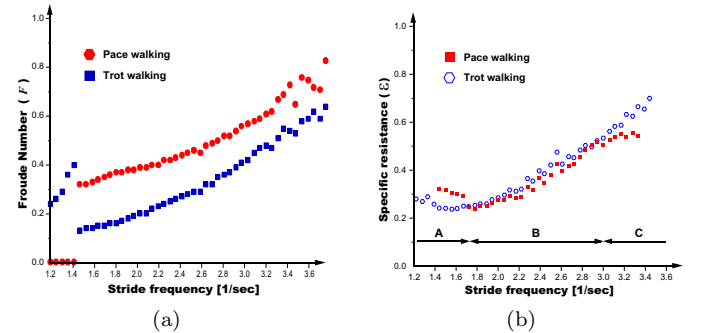 (a)
1.0
0.8
0.6
0.4
0.2
0.0
Froude Number ( F )
Pace walking
Trot walking
1.2 1.4 1.6 1.8 2.0 2.2 2.4 2.6 2.8 3.0 3.2 3.4 3.6
Stride frequency [1/sec]
(a)
(b)
1.0
0.8
0.6
0.4
0.2
0.0
Specific resistance ( ε )
Pace walking
Trot walking
A B C
1.2 1.4 1.6 1.8 2.0 2.2 2.4 2.6 2.8 3.0 3.2 3.4 3.6
Stride frequency [1/sec]
(b)